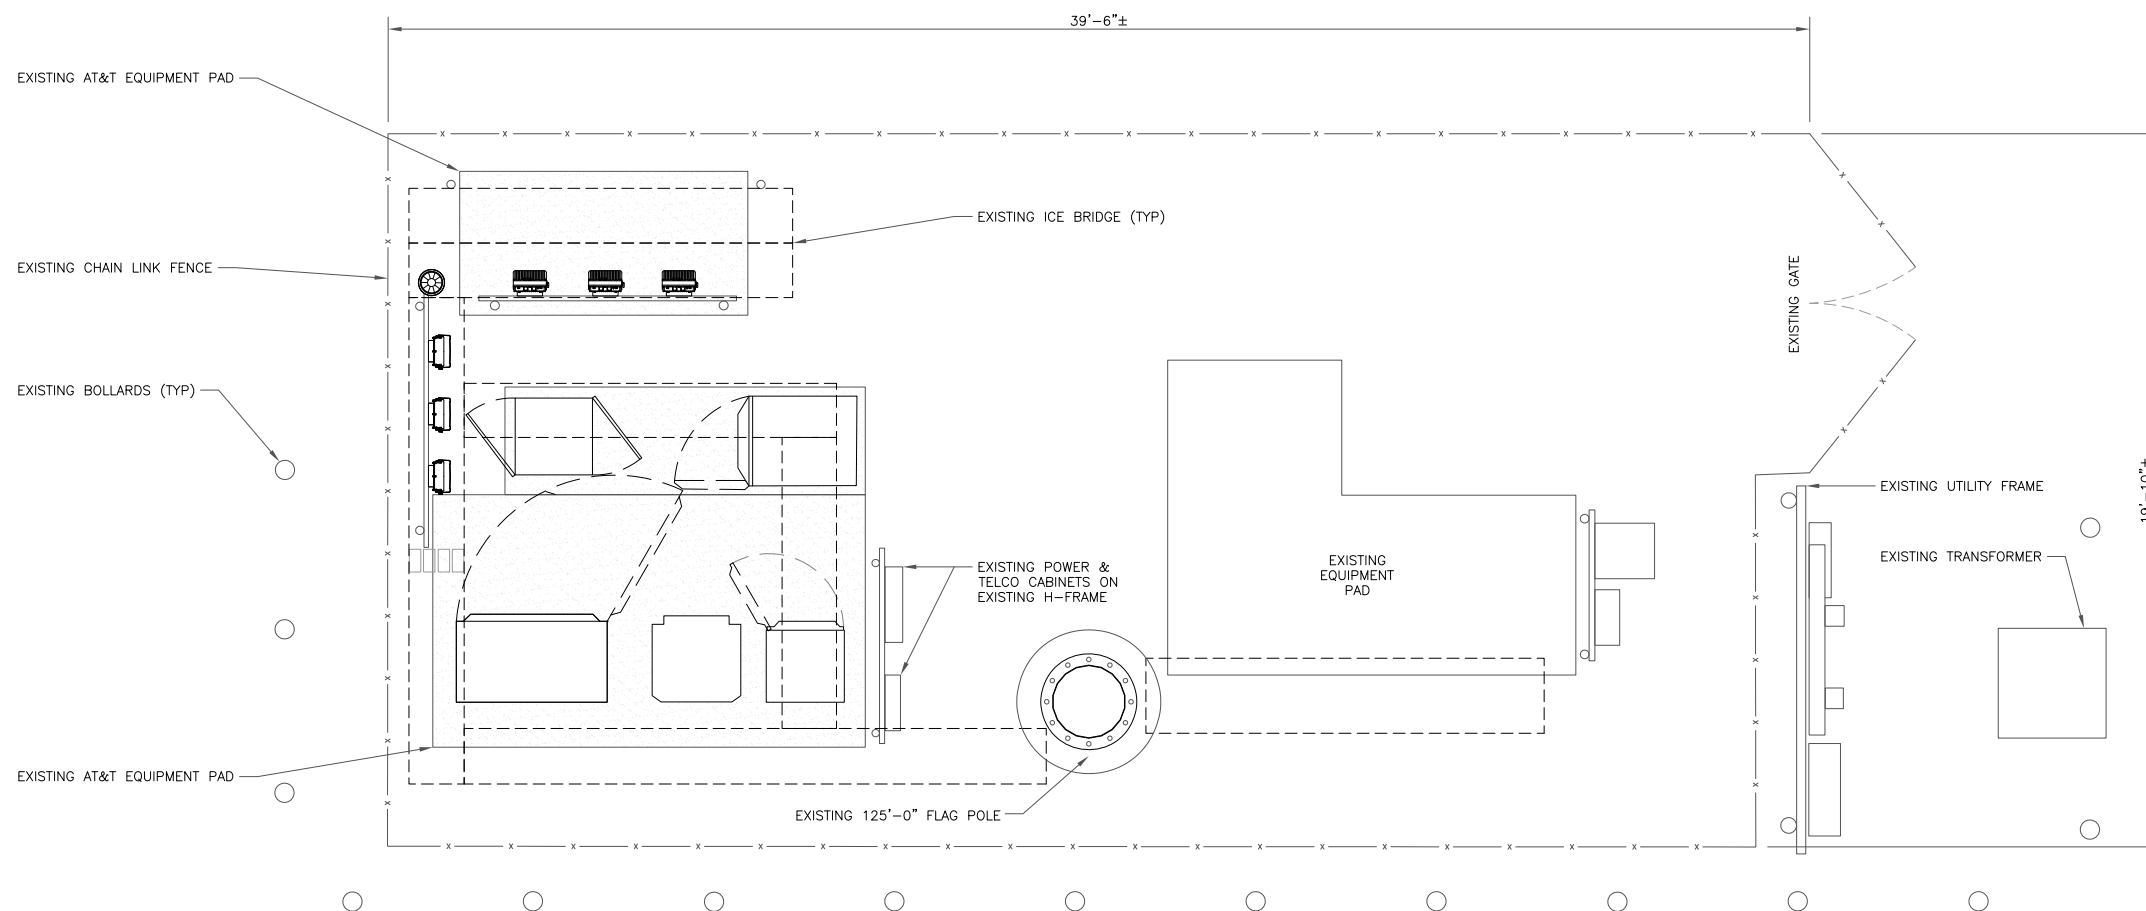 39'-6"±
EXISTING AT&T EQUIPMENT PAD
EXISTING ICE BRIDGE (TYP)
EXISTING CHAIN LINK FENCE
EXISTING GATE
EXISTING BOLLARDS (TYP)
EXISTING UTILITY FRAME
19'-10"±
EXISTING TRANSFORMER
EXISTING POWER &
TELCO CABINETS ON
EXISTING H-FRAME
EXISTING
EQUIPMENT
PAD
EXISTING AT&T EQUIPMENT PAD
EXISTING 125'-0" FLAG POLE